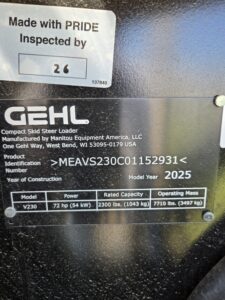 Made with PRIDE
Inspected by
26
137840
GEHL
Compact Skid Steer Loader
Manufactured by Manitou Equipment America, LLC
One Gehl Way, West Bend, WI 53095-0179 USA
Product
Identification >MEAVS230C01152931<
Number
Year of Construction Model Year 2025
Model Power Rated Capacity Operating Mass
V230 72 hp (54 kW) 2300 lbs. (1043 kg) 7710 lbs. (3497 kg)